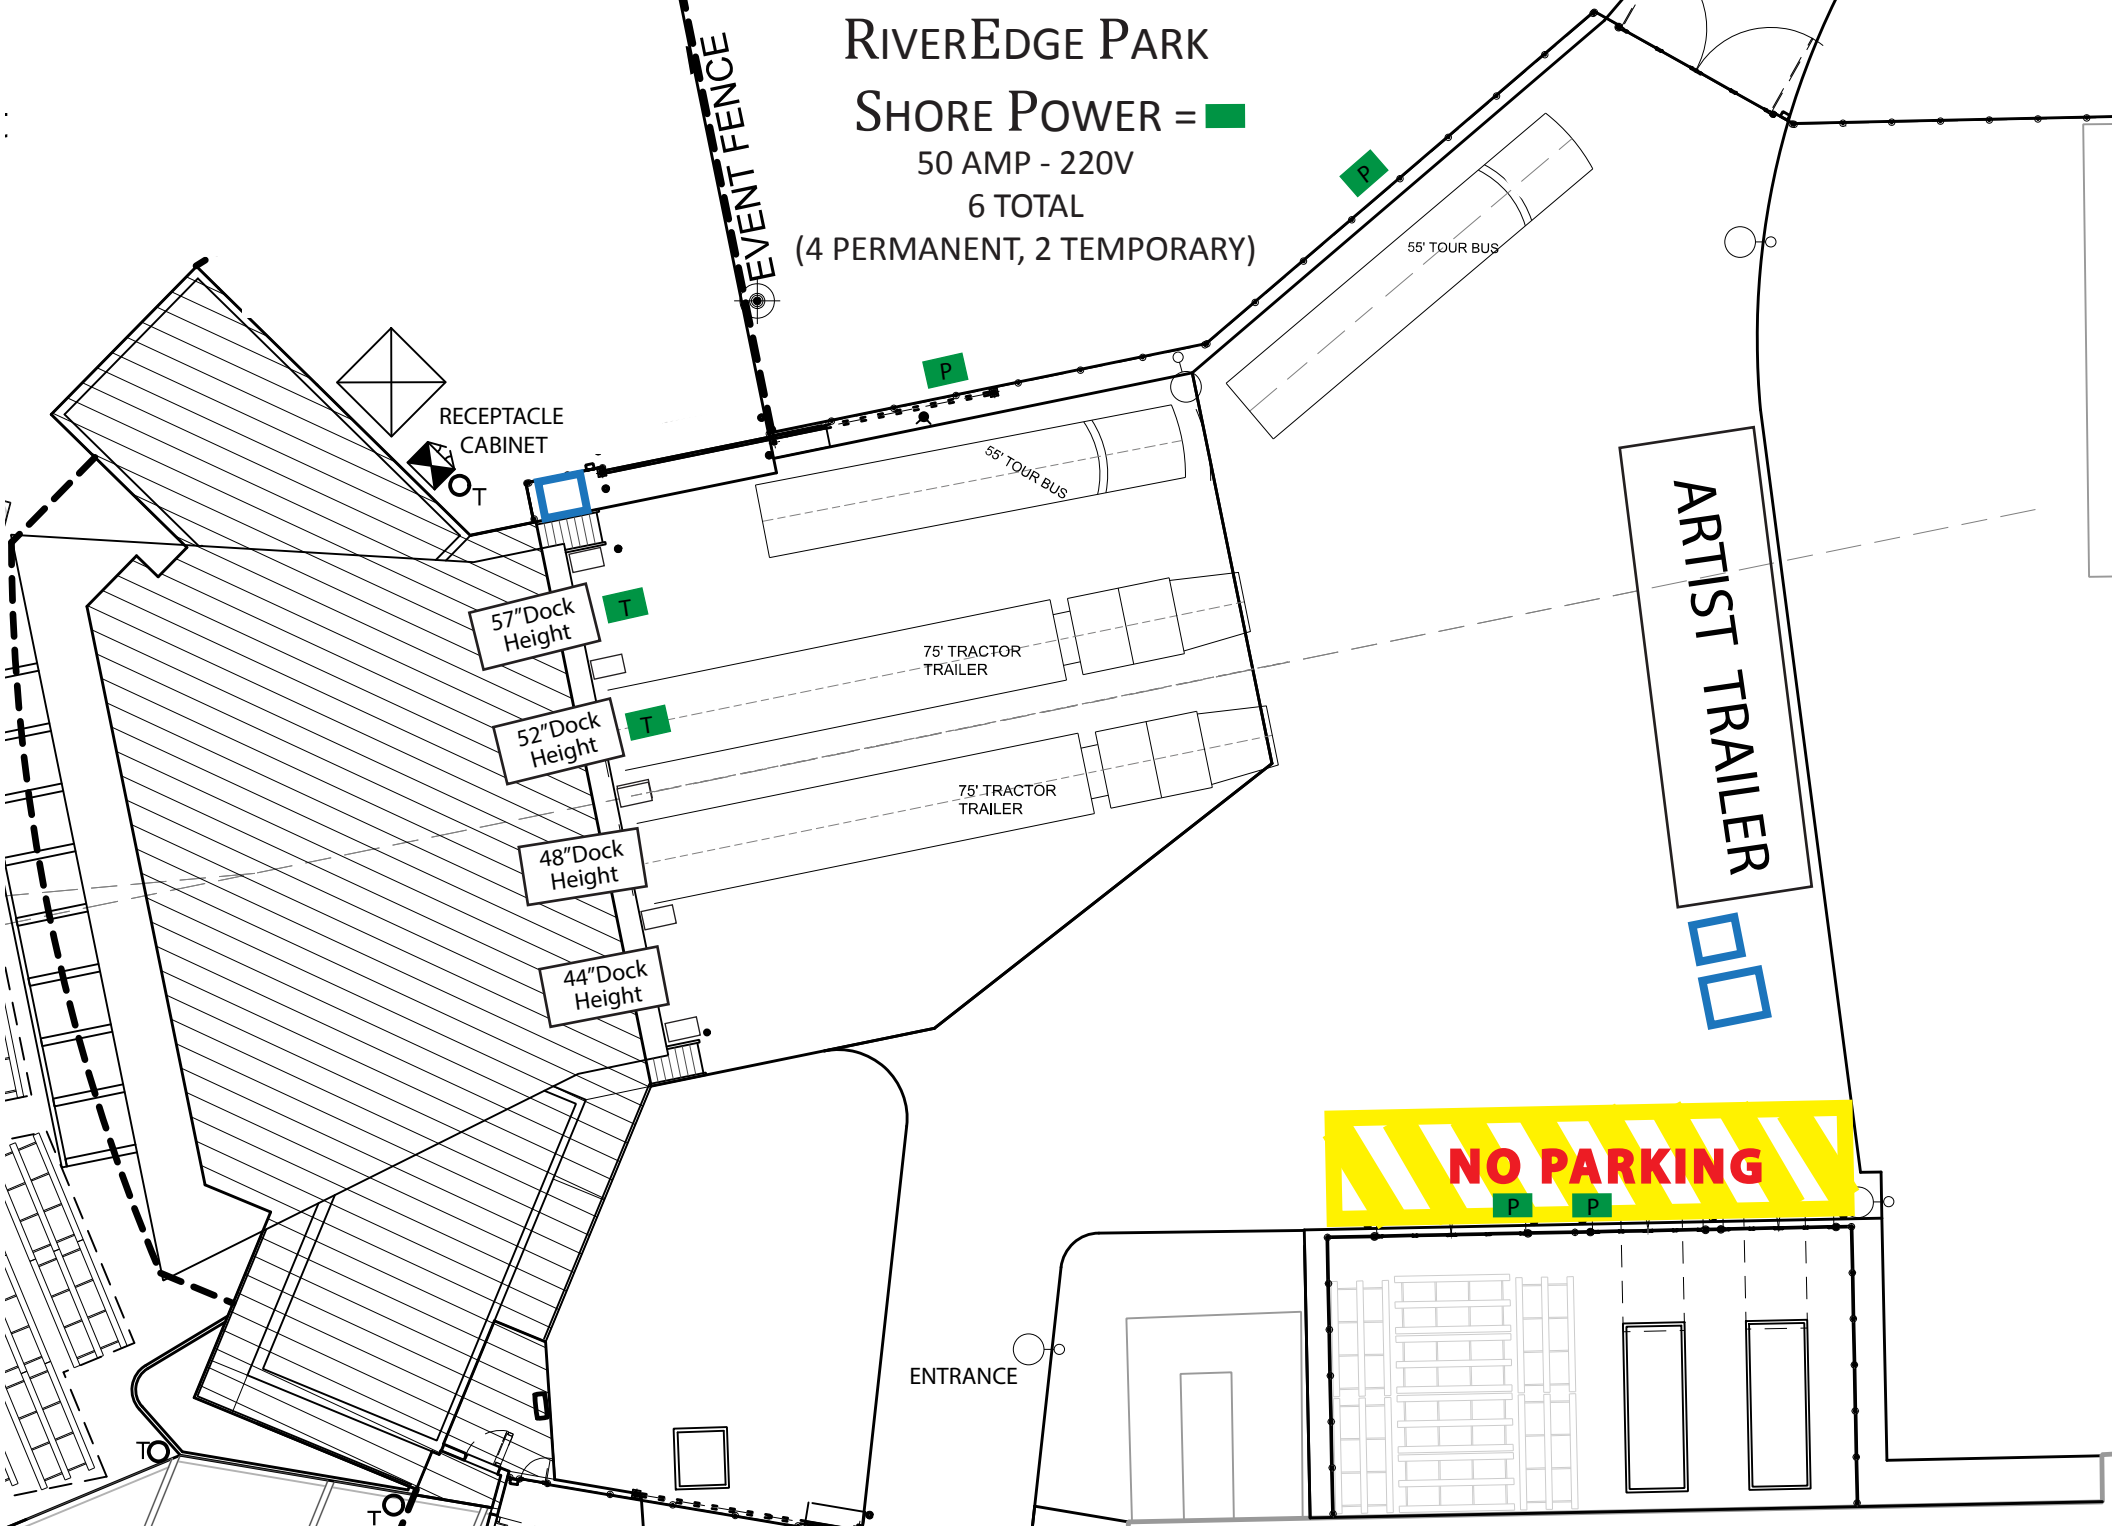 RIVEREDGE PARK
SHORE POWER =
50 AMP - 220V
6 TOTAL
(4 PERMANENT, 2 TEMPORARY)
EVENT FENCE
P
55' TOUR BUS
P
RECEPTACLE
CABINET
T
55' TOUR BUS
57"Dock
Height
T
75' TRACTOR
TRAILER
52"Dock
Height
T
75' TRACTOR
TRAILER
48"Dock
Height
44"Dock
Height
ARTIST TRAILER
NO PARKING
P
P
ENTRANCE
T
T